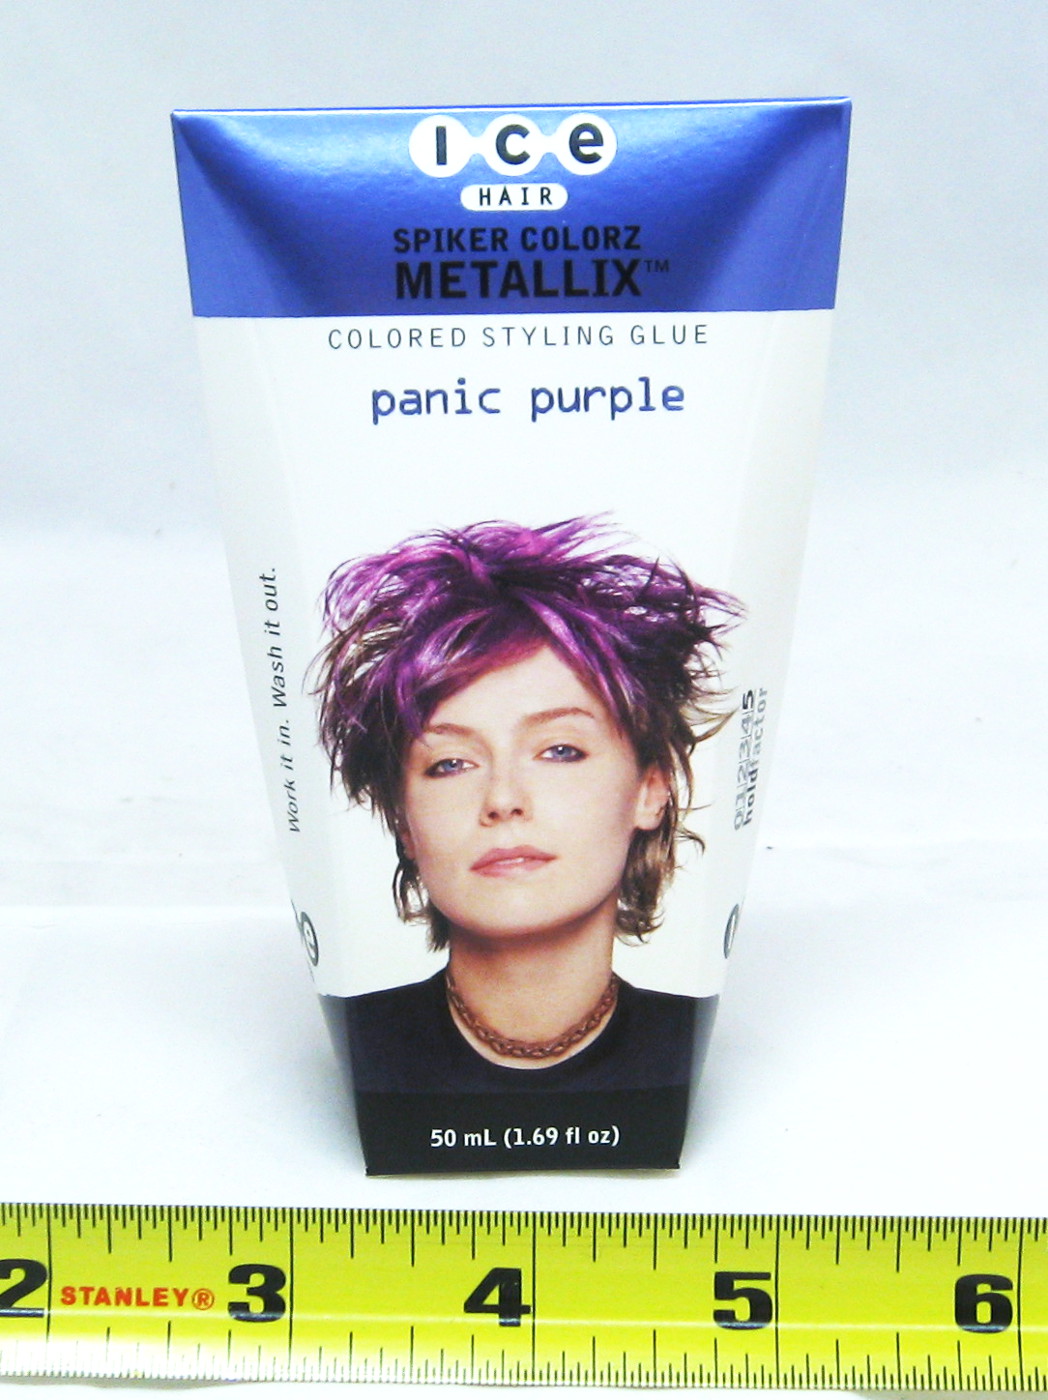 ice
HAIR
SPIKER COLORZ
METALLIX™
COLORED STYLING GLUE
panic purple
Work it in. Wash it out.
0 1 2 3 4 5
holdfactor
50 mL (1.69 fl oz)
2 STANLEY® 3 4 5 6